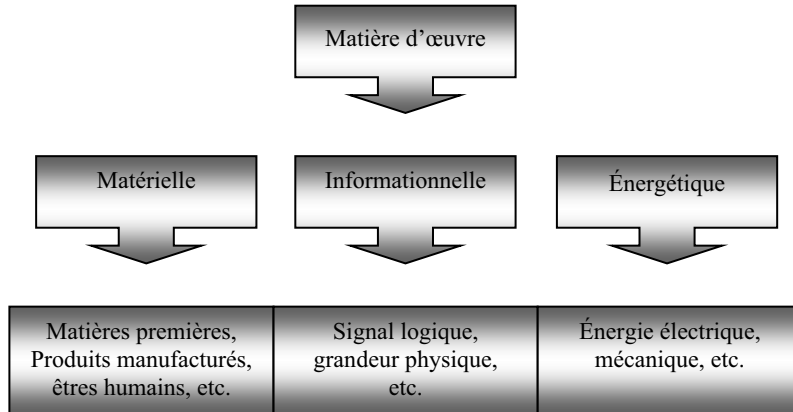 Matière d’œuvre
Matérielle
Informationnelle
Énergétique
Matières premières,
Produits manufacturés,
êtres humains, etc.
Signal logique,
grandeur physique,
etc.
Énergie électrique,
mécanique, etc.